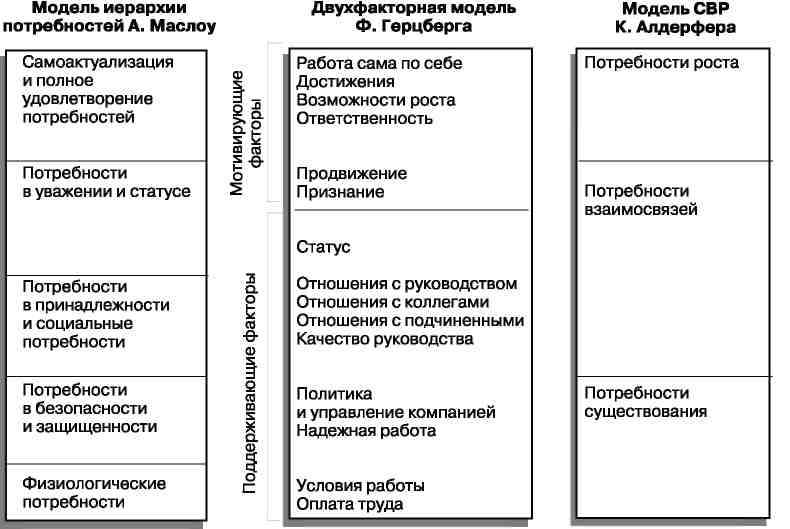 Модель иерархии
потребностей А. Маслоу
Самоактуализация
и полное
удовлетворение
потребностей
Потребности
в уважении и статусе
Потребности
в принадлежности
и социальные
потребности
Потребности
в безопасности
и защищенности
Физиологические
потребности
Двухфакторная модель
Ф. Герцберга
Мотивирующие
факторы
Работа сама по себе
Достижения
Возможности роста
Ответственность
Продвижение
Признание
Поддерживающие факторы
Статус
Отношения с руководством
Отношения с коллегами
Отношения с подчиненными
Качество руководства
Политика
и управление компанией
Надежная работа
Условия работы
Оплата труда
Модель СВР
К. Алдерфера
Потребности роста
Потребности
взаимосвязей
Потребности
существования